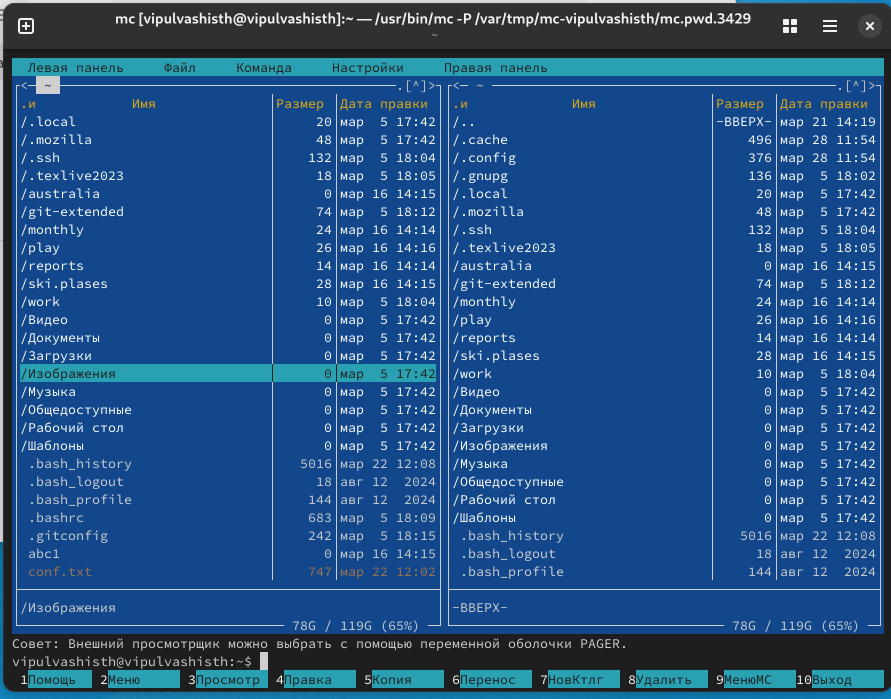 mc [vipulvashisth@vipulvashisth]:~ — /usr/bin/mc -P /var/tmp/mc-vipulvashisth/mc.pwd.3429
~
Левая панель Файл Команда Настройки Правая панель
<─ ~ .[^]>
.и Имя Размер Дата правки
/.local 20 мар 5 17:42
/.mozilla 48 мар 5 17:42
/.ssh 132 мар 5 18:04
/.texlive2023 18 мар 5 18:05
/australia 0 мар 16 14:15
/git-extended 74 мар 5 18:12
/monthly 24 мар 16 14:14
/play 26 мар 16 14:16
/reports 14 мар 16 14:14
/ski.plases 28 мар 16 14:15
/work 10 мар 5 18:04
/Видео 0 мар 5 17:42
/Документы 0 мар 5 17:42
/Загрузки 0 мар 5 17:42
/Изображения 0 мар 5 17:42
/Музыка 0 мар 5 17:42
/Общедоступные 0 мар 5 17:42
/Рабочий стол 0 мар 5 17:42
/Шаблоны 0 мар 5 17:42
.bash_history 5016 мар 22 12:08
.bash_logout 18 авг 12 2024
.bash_profile 144 авг 12 2024
.bashrc 683 мар 5 18:09
.gitconfig 242 мар 5 18:15
abc1 0 мар 16 14:15
conf.txt 747 мар 22 12:02
/Изображения
78G / 119G (65%)
<─ ~ .[^]>
.и Имя Размер Дата правки
/.. -ВВЕРХ- мар 21 14:19
/.cache 496 мар 28 11:54
/.config 376 мар 28 11:54
/.gnupg 136 мар 5 18:02
/.local 20 мар 5 17:42
/.mozilla 48 мар 5 17:42
/.ssh 132 мар 5 18:04
/.texlive2023 18 мар 5 18:05
/australia 0 мар 16 14:15
/git-extended 74 мар 5 18:12
/monthly 24 мар 16 14:14
/play 26 мар 16 14:16
/reports 14 мар 16 14:14
/ski.plases 28 мар 16 14:15
/work 10 мар 5 18:04
/Видео 0 мар 5 17:42
/Документы 0 мар 5 17:42
/Загрузки 0 мар 5 17:42
/Изображения 0 мар 5 17:42
/Музыка 0 мар 5 17:42
/Общедоступные 0 мар 5 17:42
/Рабочий стол 0 мар 5 17:42
/Шаблоны 0 мар 5 17:42
.bash_history 5016 мар 22 12:08
.bash_logout 18 авг 12 2024
.bash_profile 144 авг 12 2024
-ВВЕРХ-
78G / 119G (65%)
Совет: Внешний просмотрщик можно выбрать с помощью переменной оболочки PAGER.
vipulvashisth@vipulvashisth:~$
1Помощь 2Меню 3Просмотр 4Правка 5Копия 6Перенос 7НовКтлг 8Удалить 9МенюМС 10Выход